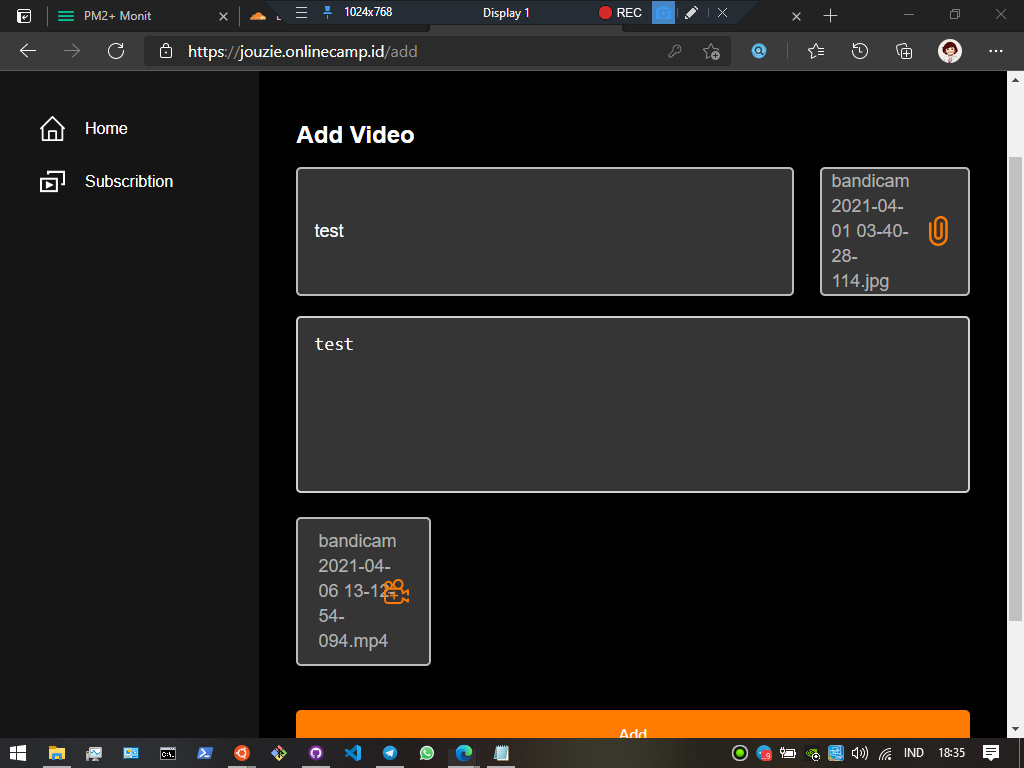 PM2+ Monit
1024x768
Display 1
REC
https://jouzie.onlinecamp.id/add
Home
Subscribtion
Add Video
test
bandicam
2021-04-
01 03-40-
28-
114.jpg
test
bandicam
2021-04-
06 13-12-
54-
094.mp4
Add
IND
18:35